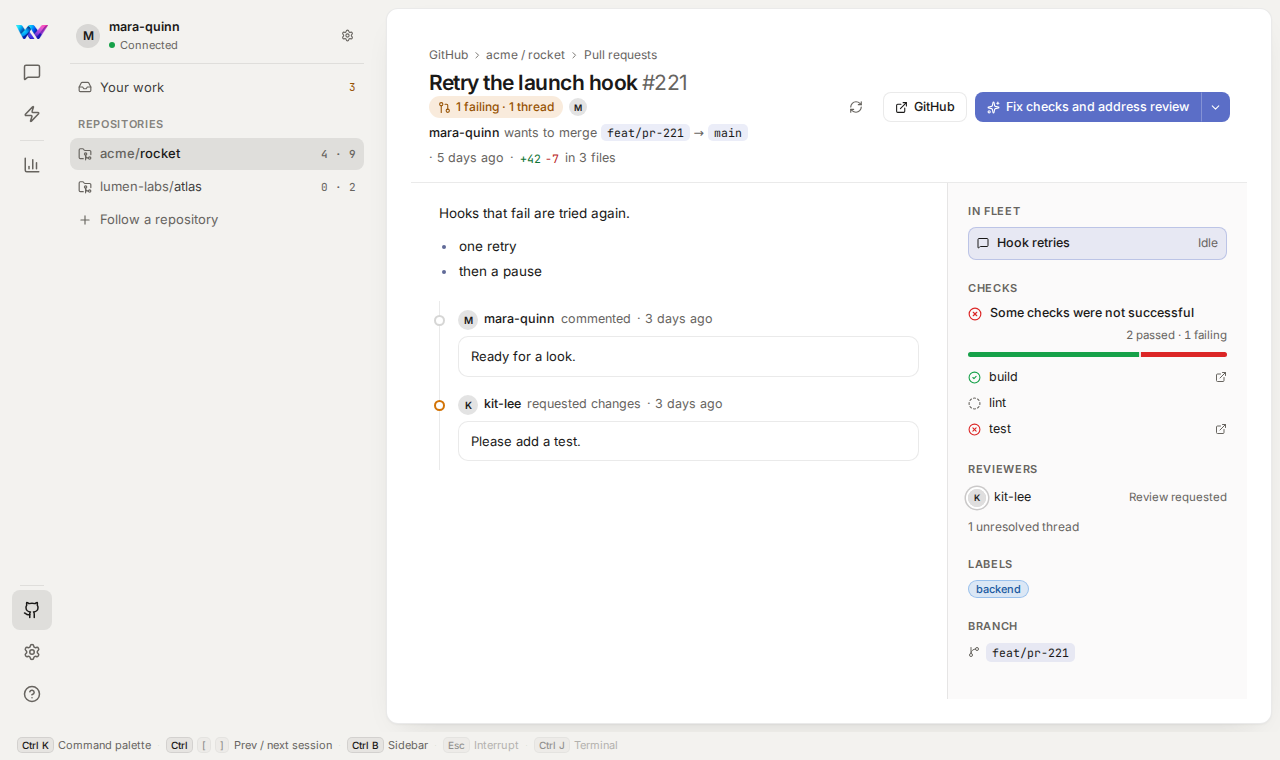 M
mara-quinn
Connected
Your work 3
REPOSITORIES
acme/rocket 4 · 9
lumen-labs/atlas 0 · 2
Follow a repository
GitHub > acme / rocket > Pull requests
Retry the launch hook #221
1 failing · 1 thread M
GitHub
Fix checks and address review
mara-quinn wants to merge feat/pr-221 → main
· 5 days ago · +42 -7 in 3 files
Hooks that fail are tried again.
• one retry
• then a pause
M mara-quinn commented · 3 days ago
Ready for a look.
K kit-lee requested changes · 3 days ago
Please add a test.
IN FLEET
Hook retries Idle
CHECKS
Some checks were not successful
2 passed · 1 failing
build
lint
test
REVIEWERS
K kit-lee Review requested
1 unresolved thread
LABELS
backend
BRANCH
feat/pr-221
Ctrl K Command palette Ctrl [ ] Prev / next session Ctrl B Sidebar Esc Interrupt Ctrl J Terminal